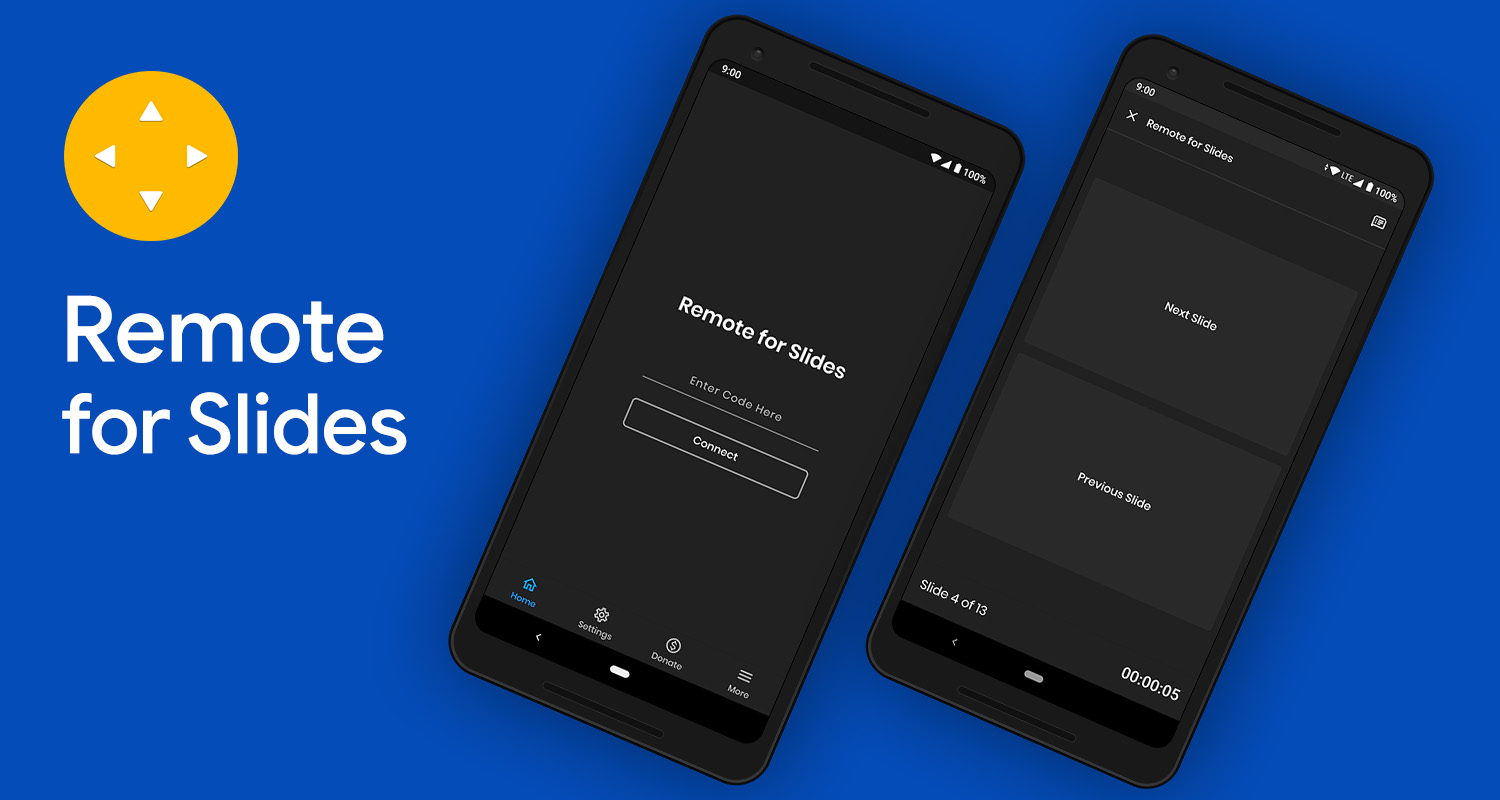 Remote
for Slides
9:00
100%
Remote for Slides
Enter Code Here
Connect
Home
Settings
Donate
More
9:00
LTE
100%
Remote for Slides
Next Slide
Previous Slide
Slide 4 of 13
00:00:05